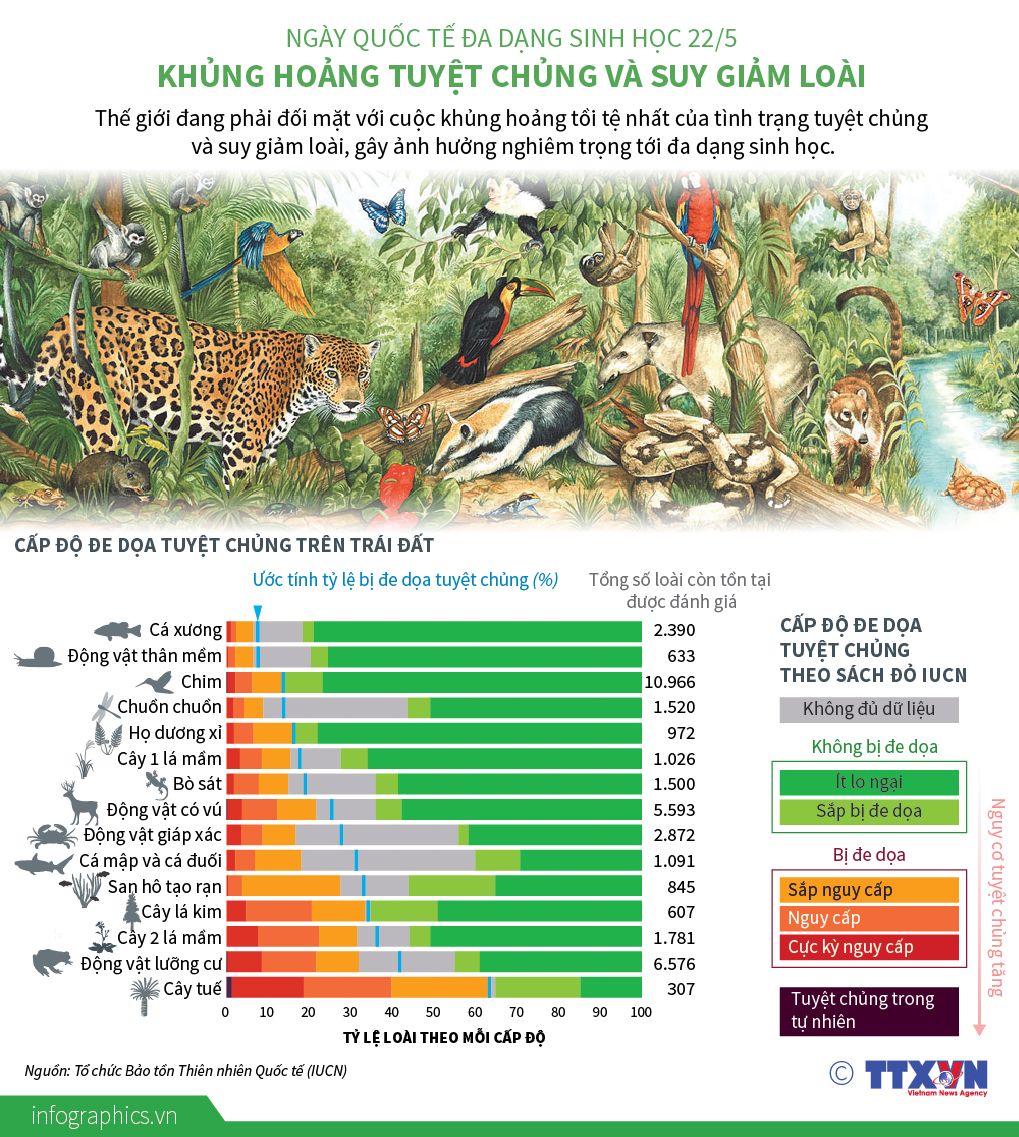 NGÀY QUỐC TẾ ĐA DẠNG SINH HỌC 22/5
KHỦNG HOẢNG TUYỆT CHỦNG VÀ SUY GIẢM LOÀI
Thế giới đang phải đối mặt với cuộc khủng hoảng tồi tệ nhất của tình trạng tuyệt chủng
và suy giảm loài, gây ảnh hưởng nghiêm trọng tới đa dạng sinh học.
CẤP ĐỘ ĐE DỌA TUYỆT CHỦNG TRÊN TRÁI ĐẤT
Ước tính tỷ lệ bị đe dọa tuyệt chủng (%)
Tổng số loài còn tồn tại
được đánh giá
Cá xương 2.390
Động vật thân mềm 633
Chim 10.966
Chuồn chuồn 1.520
Họ dương xỉ 972
Cây 1 lá mầm 1.026
Bò sát 1.500
Động vật có vú 5.593
Động vật giáp xác 2.872
Cá mập và cá đuối 1.091
San hô tạo rạn 845
Cây lá kim 607
Cây 2 lá mầm 1.781
Động vật lưỡng cư 6.576
Cây tuế 307
0 10 20 30 40 50 60 70 80 90 100
TỶ LỆ LOÀI THEO MỖI CẤP ĐỘ
CẤP ĐỘ ĐE DỌA
TUYỆT CHỦNG
THEO SÁCH ĐỎ IUCN
Không đủ dữ liệu
Không bị đe dọa
Ít lo ngại
Sắp bị đe dọa
Bị đe dọa
Sắp nguy cấp
Nguy cấp
Cực kỳ nguy cấp
Tuyệt chủng trong
tự nhiên
Nguy cơ tuyệt chủng tăng
Nguồn: Tổ chức Bảo tồn Thiên nhiên Quốc tế (IUCN)
© TTXVN
Vietnam News Agency
infographics.vn